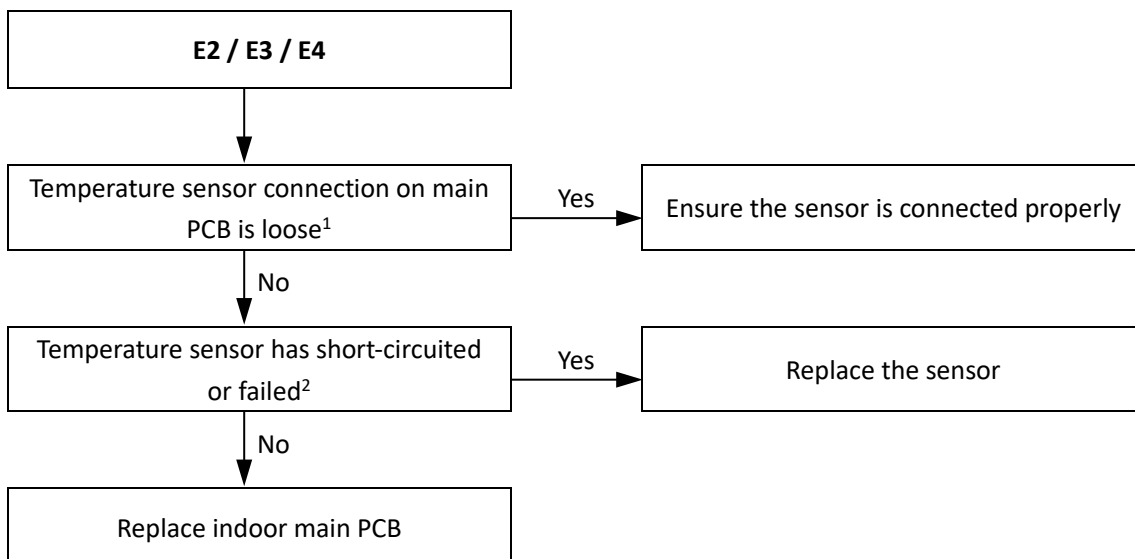 E2 / E3 / E4
Temperature sensor connection on main
PCB is loose¹
Yes
Ensure the sensor is connected properly
No
Temperature sensor has short-circuited
or failed²
Yes
Replace the sensor
No
Replace indoor main PCB